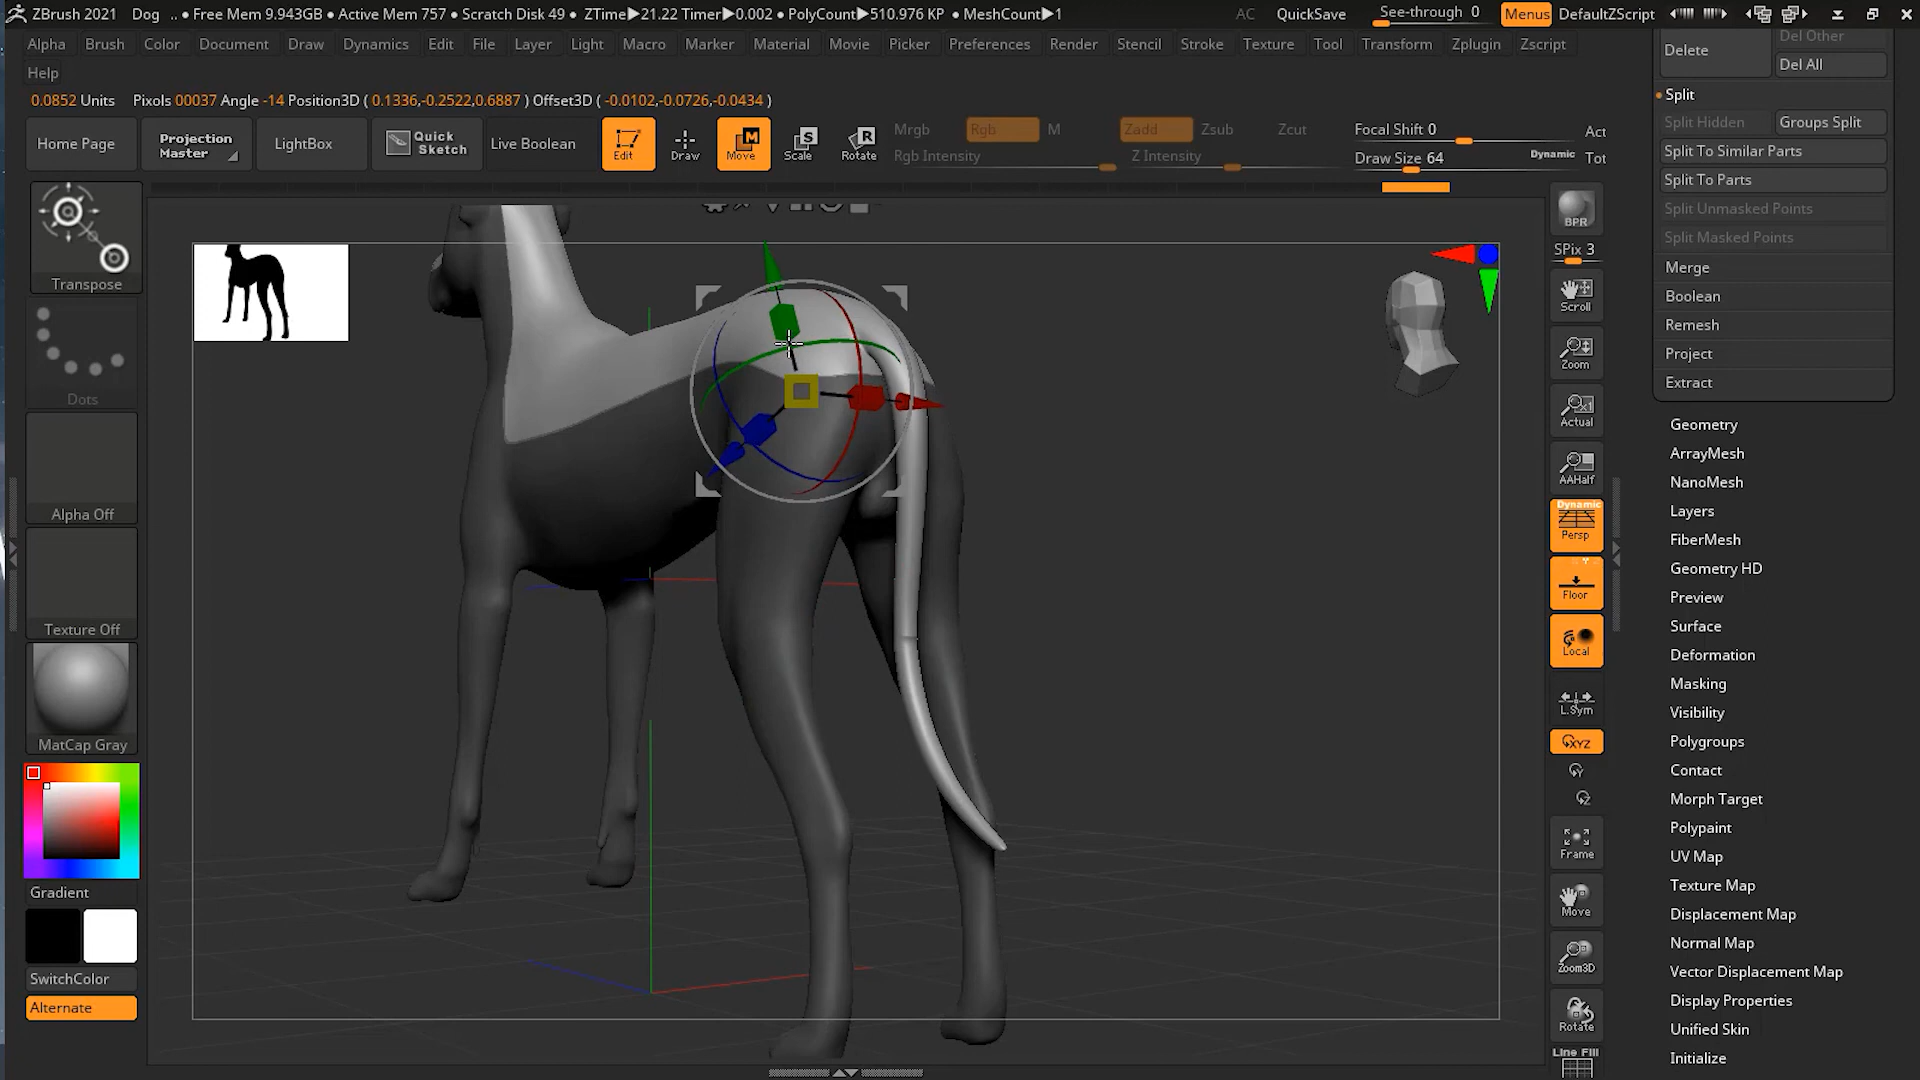 ZBrush 2021 Dog .. • Free Mem 9.943GB • Active Mem 757 • Scratch Disk 49 • ZTime▶21.22 Timer▶0.002 • PolyCount▶510.976 KP • MeshCount▶1 AC QuickSave See-through 0 Menus DefaultZScript
Alpha Brush Color Document Draw Dynamics Edit File Layer Light Macro Marker Material Movie Picker Preferences Render Stencil Stroke Texture Tool Transform Zplugin Zscript
Help
0.0852 Units Pixols 00037 Angle -14 Position3D ( 0.1336,-0.2522,0.6887 ) Offset3D ( -0.0102,-0.0726,-0.0434 )
Home Page
Projection
Master
LightBox
Quick
Sketch
Live Boolean
Edit
Draw
Move
Scale
Rotate
Mrgb Rgb M
Rgb Intensity
Zadd Zsub Zcut
Z Intensity
Focal Shift 0
Draw Size 64
Dynamic
Act
Tot
Transpose
Dots
Alpha Off
Texture Off
MatCap Gray
Gradient
SwitchColor
Alternate
BPR
SPix 3
Scroll
Zoom
Actual
AAHalf
Dynamic
Persp
Floor
Local
L.Sym
XYZ
Y
Z
Frame
Move
Zoom3D
Rotate
Line Fill
Delete
Del Other
Del All
Split
Split Hidden
Groups Split
Split To Similar Parts
Split To Parts
Split Unmasked Points
Split Masked Points
Merge
Boolean
Remesh
Project
Extract
Geometry
ArrayMesh
NanoMesh
Layers
FiberMesh
Geometry HD
Preview
Surface
Deformation
Masking
Visibility
Polygroups
Contact
Morph Target
Polypaint
UV Map
Texture Map
Displacement Map
Normal Map
Vector Displacement Map
Display Properties
Unified Skin
Initialize